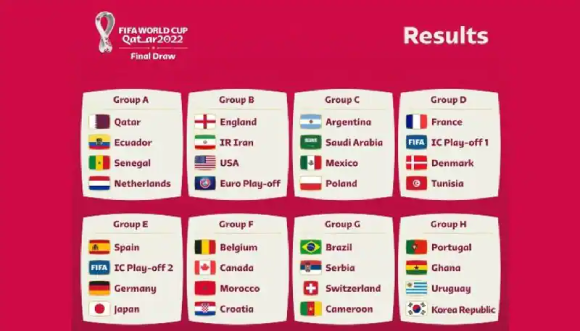 FIFA WORLD CUP
Qatar2022
Final Draw
Results
Group A
Qatar
Ecuador
Senegal
Netherlands
Group B
England
IR Iran
USA
Euro Play-off
Group C
Argentina
Saudi Arabia
Mexico
Poland
Group D
France
FIFA IC Play-off 1
Denmark
Tunisia
Group E
Spain
FIFA IC Play-off 2
Germany
Japan
Group F
Belgium
Canada
Morocco
Croatia
Group G
Brazil
Serbia
Switzerland
Cameroon
Group H
Portugal
Ghana
Uruguay
Korea Republic